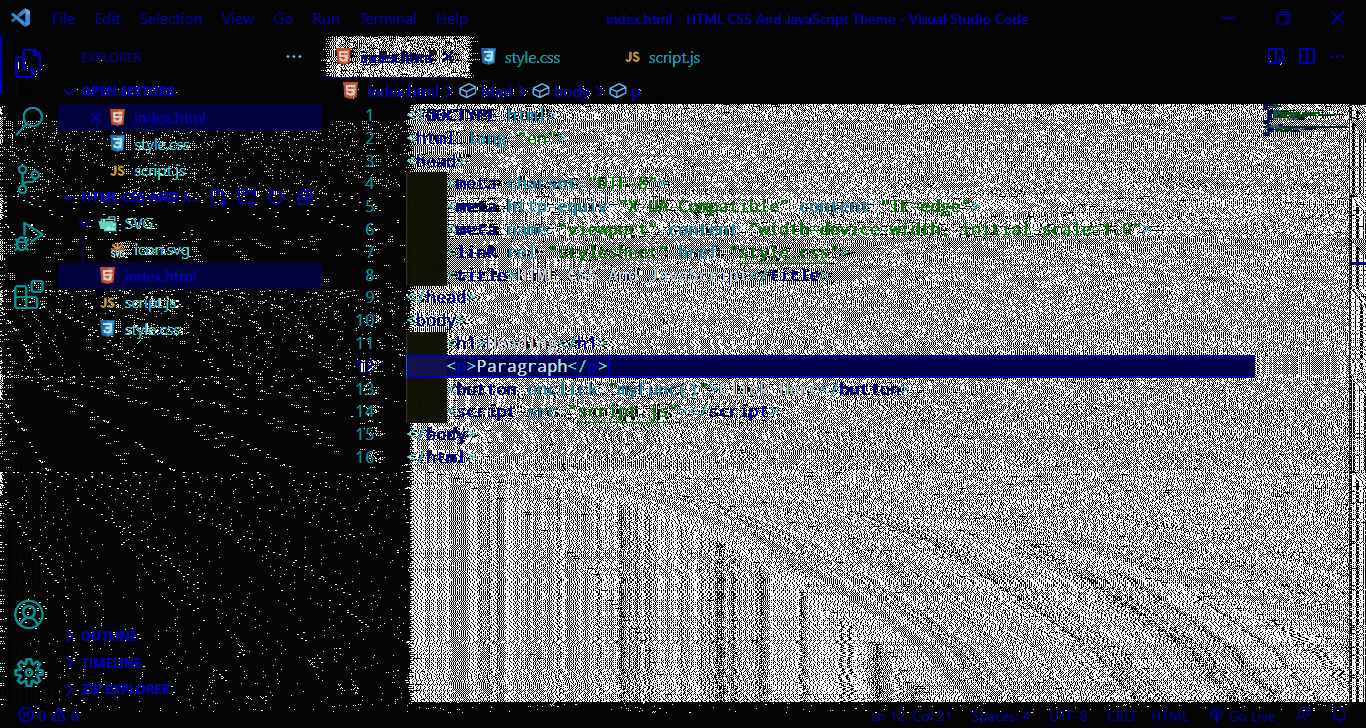 File Edit Selection View Go Run Terminal Help
index.html - HTML CSS And JavaScript Theme - Visual Studio Code
EXPLORER
index.html
style.css
JS script.js
index.html > html > body > p
OPEN EDITORS
index.html
style.css
JS script.js
HTML CSS AND J...
SVG
icon.svg
index.html
JS script.js
style.css
OUTLINE
TIMELINE
ZIP EXPLORER
1 <!DOCTYPE html>
2 <html lang="en">
3 <head>
4 <meta charset="UTF-8">
5 <meta http-equiv="X-UA-Compatible" content="IE=edge">
6 <meta name="viewport" content="width=device-width, initial-scale=1.0">
7 <link rel="stylesheet" href="style.css">
8 title
9 </head>
10 <body>
11 <h1></h1>
12 <p>Paragraph</p>
13 <button onclick="myFunct()"></button>
14 <script src="script.js"></script>
15 </body>
16 </html>
0 0
Ln 12, Col 21 Spaces: 4 UTF-8 CRLF HTML Go Live